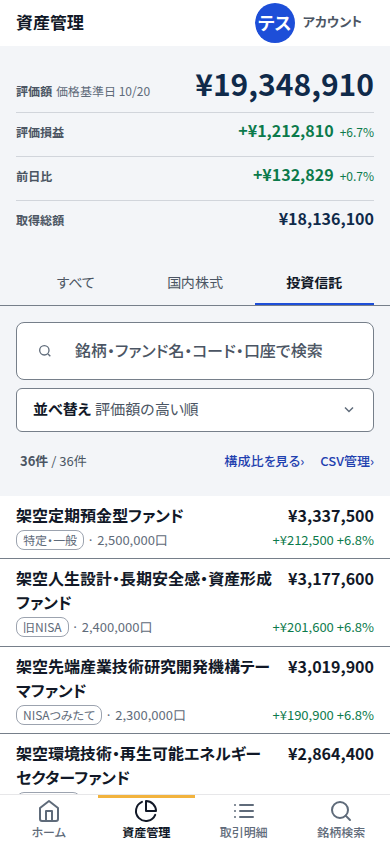 資産管理
テス アカウント
評価額 価格基準日 10/20 ¥19,348,910
評価損益 +¥1,212,810 +6.7%
前日比 +¥132,829 +0.7%
取得総額 ¥18,136,100
すべて 国内株式 投資信託
銘柄・ファンド名・コード・口座で検索
並べ替え 評価額の高い順
36件 / 36件 構成比を見る› CSV管理›
架空定期預金型ファンド ¥3,337,500
特定・一般 · 2,500,000口 +¥212,500 +6.8%
架空人生設計・長期安全感・資産形成 ¥3,177,600
ファンド
旧NISA · 2,400,000口 +¥201,600 +6.8%
架空先端産業技術研究開発機構テー ¥3,019,900
マファンド
NISAつみたて · 2,300,000口 +¥190,900 +6.8%
架空環境技術・再生可能エネルギー ¥2,864,400
セクターファンド
ホーム 資産管理 取引明細 銘柄検索